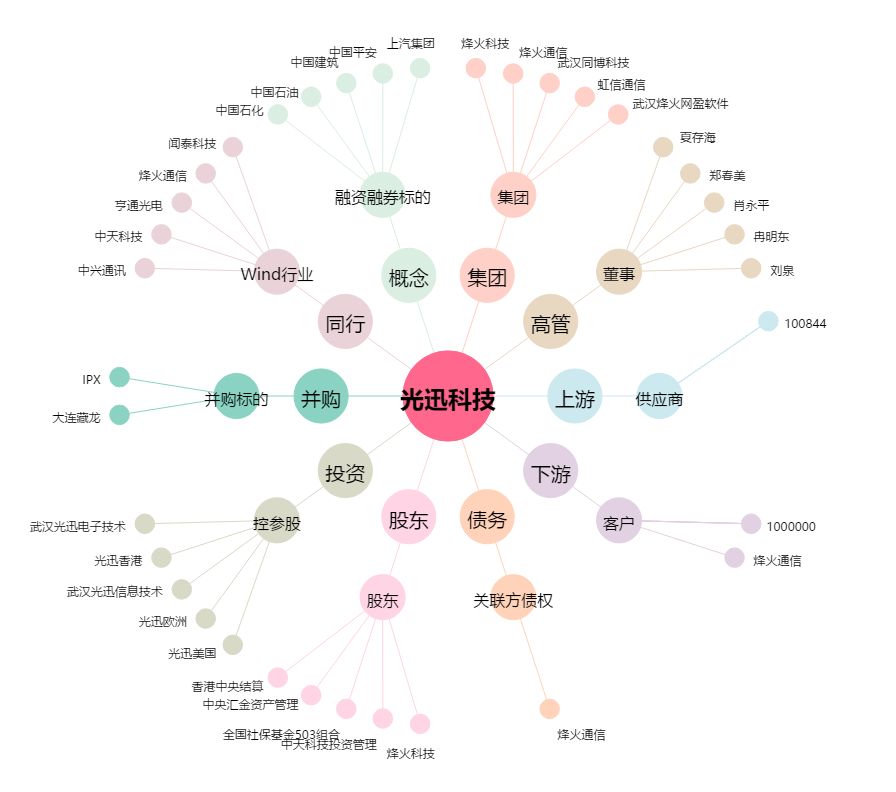 上汽集团
中国平安
中国建筑
中国石油
中国石化
融资融券标的
概念
烽火科技
烽火通信
武汉同博科技
虹信通信
武汉烽火网盈软件
集团
集团
夏存海
郑春美
肖永平
冉明东
刘泉
董事
高管
闻泰科技
烽火通信
亨通光电
中天科技
中兴通讯
Wind行业
同行
100844
供应商
上游
光迅科技
并购
并购标的
IPX
大连藏龙
投资
控参股
武汉光迅电子技术
光迅香港
武汉光迅信息技术
光迅欧洲
光迅美国
下游
客户
1000000
烽火通信
股东
股东
香港中央结算
中央汇金资产管理
全国社保基金503组合
中天科技投资管理
烽火科技
债务
关联方债权
烽火通信